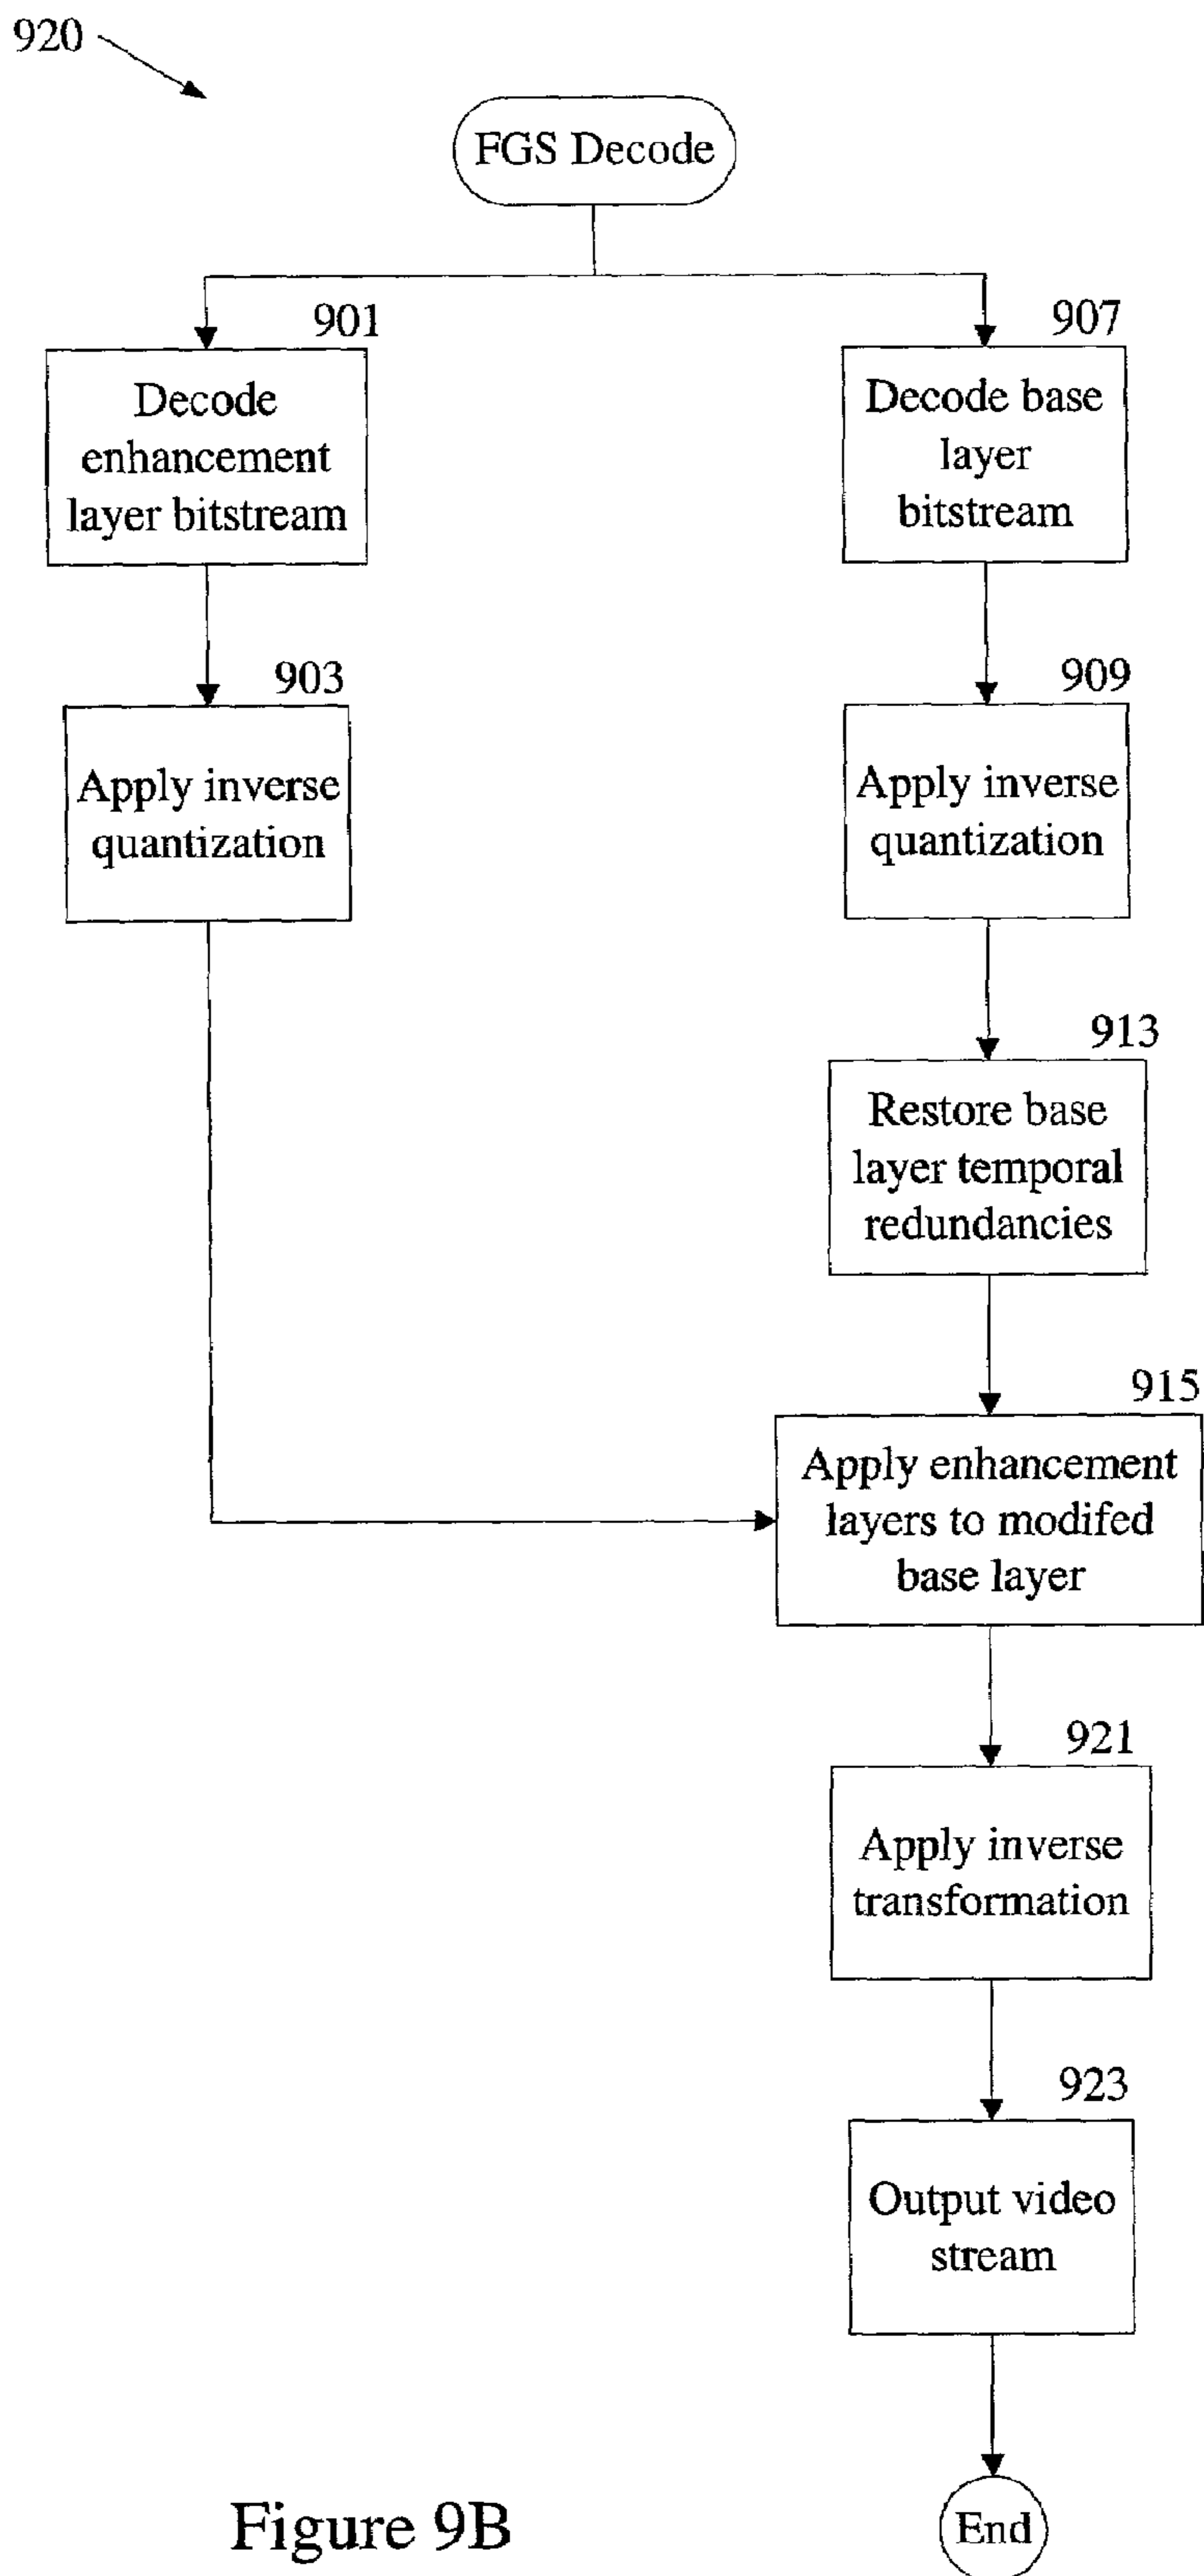 920
FGS Decode
901
Decode
enhancement
layer bitstream
907
Decode base
layer
bitstream
903
Apply inverse
quantization
909
Apply inverse
quantization
913
Restore base
layer temporal
redundancies
915
Apply enhancement
layers to modifed
base layer
921
Apply inverse
transformation
923
Output video
stream
End
Figure 9B